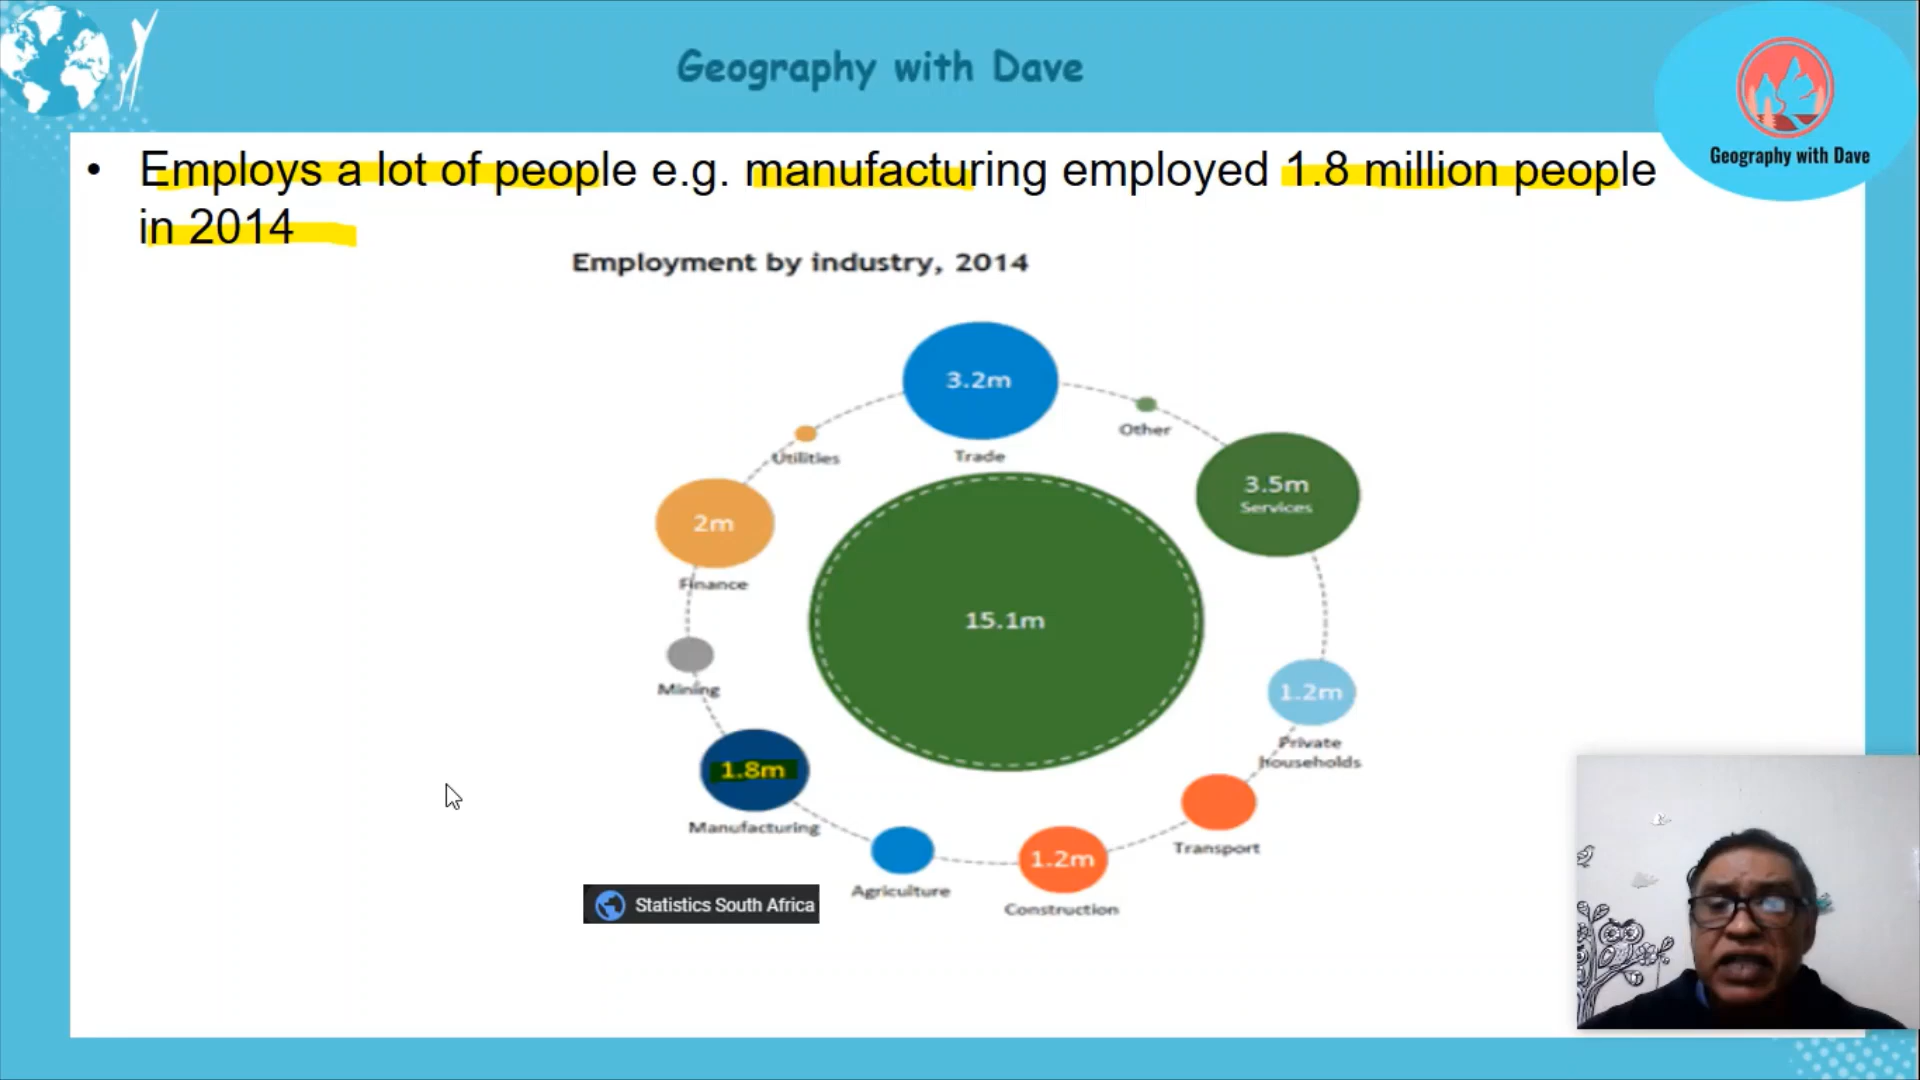 Geography with Dave
Geography with Dave
• Employs a lot of people e.g. manufacturing employed 1.8 million people
in 2014
Employment by industry, 2014
3.2m
Trade
Other
3.5m
Services
Utilities
2m
Finance
15.1m
Mining
1.2m
Private
households
1.8m
Manufacturing
Transport
Agriculture
1.2m
Construction
Statistics South Africa